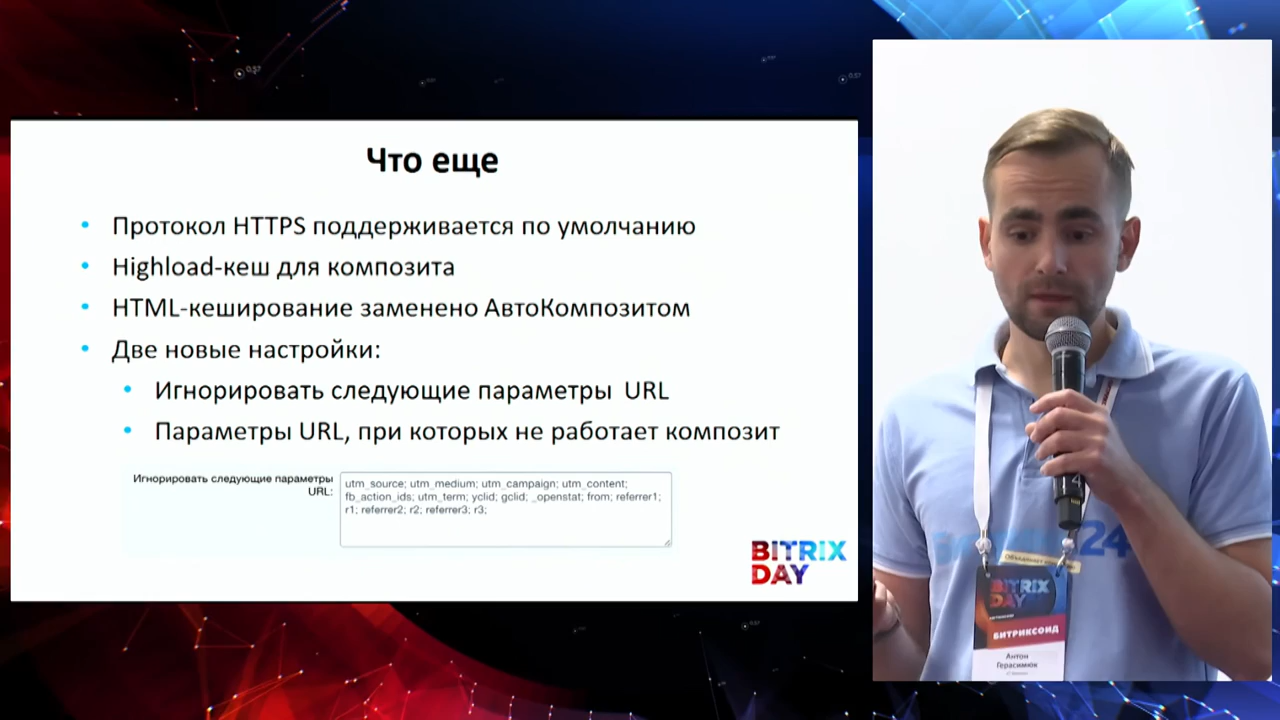 Что еще
• Протокол HTTPS поддерживается по умолчанию
• Highload-кеш для композита
• HTML-кеширование заменено АвтоКомпозитом
• Две новые настройки:
• Игнорировать следующие параметры URL
• Параметры URL, при которых не работает композит
Игнорировать следующие параметры
URL:
utm_source; utm_medium; utm_campaign; utm_content;
fb_action_ids; utm_term; yclid; gclid; _openstat; from; referrer1;
r1; referrer2; r2; referrer3; r3;
BITRIX
DAY
24
BITRIX
DAY
БИТРИКСОИД
Антон
Герасимюк